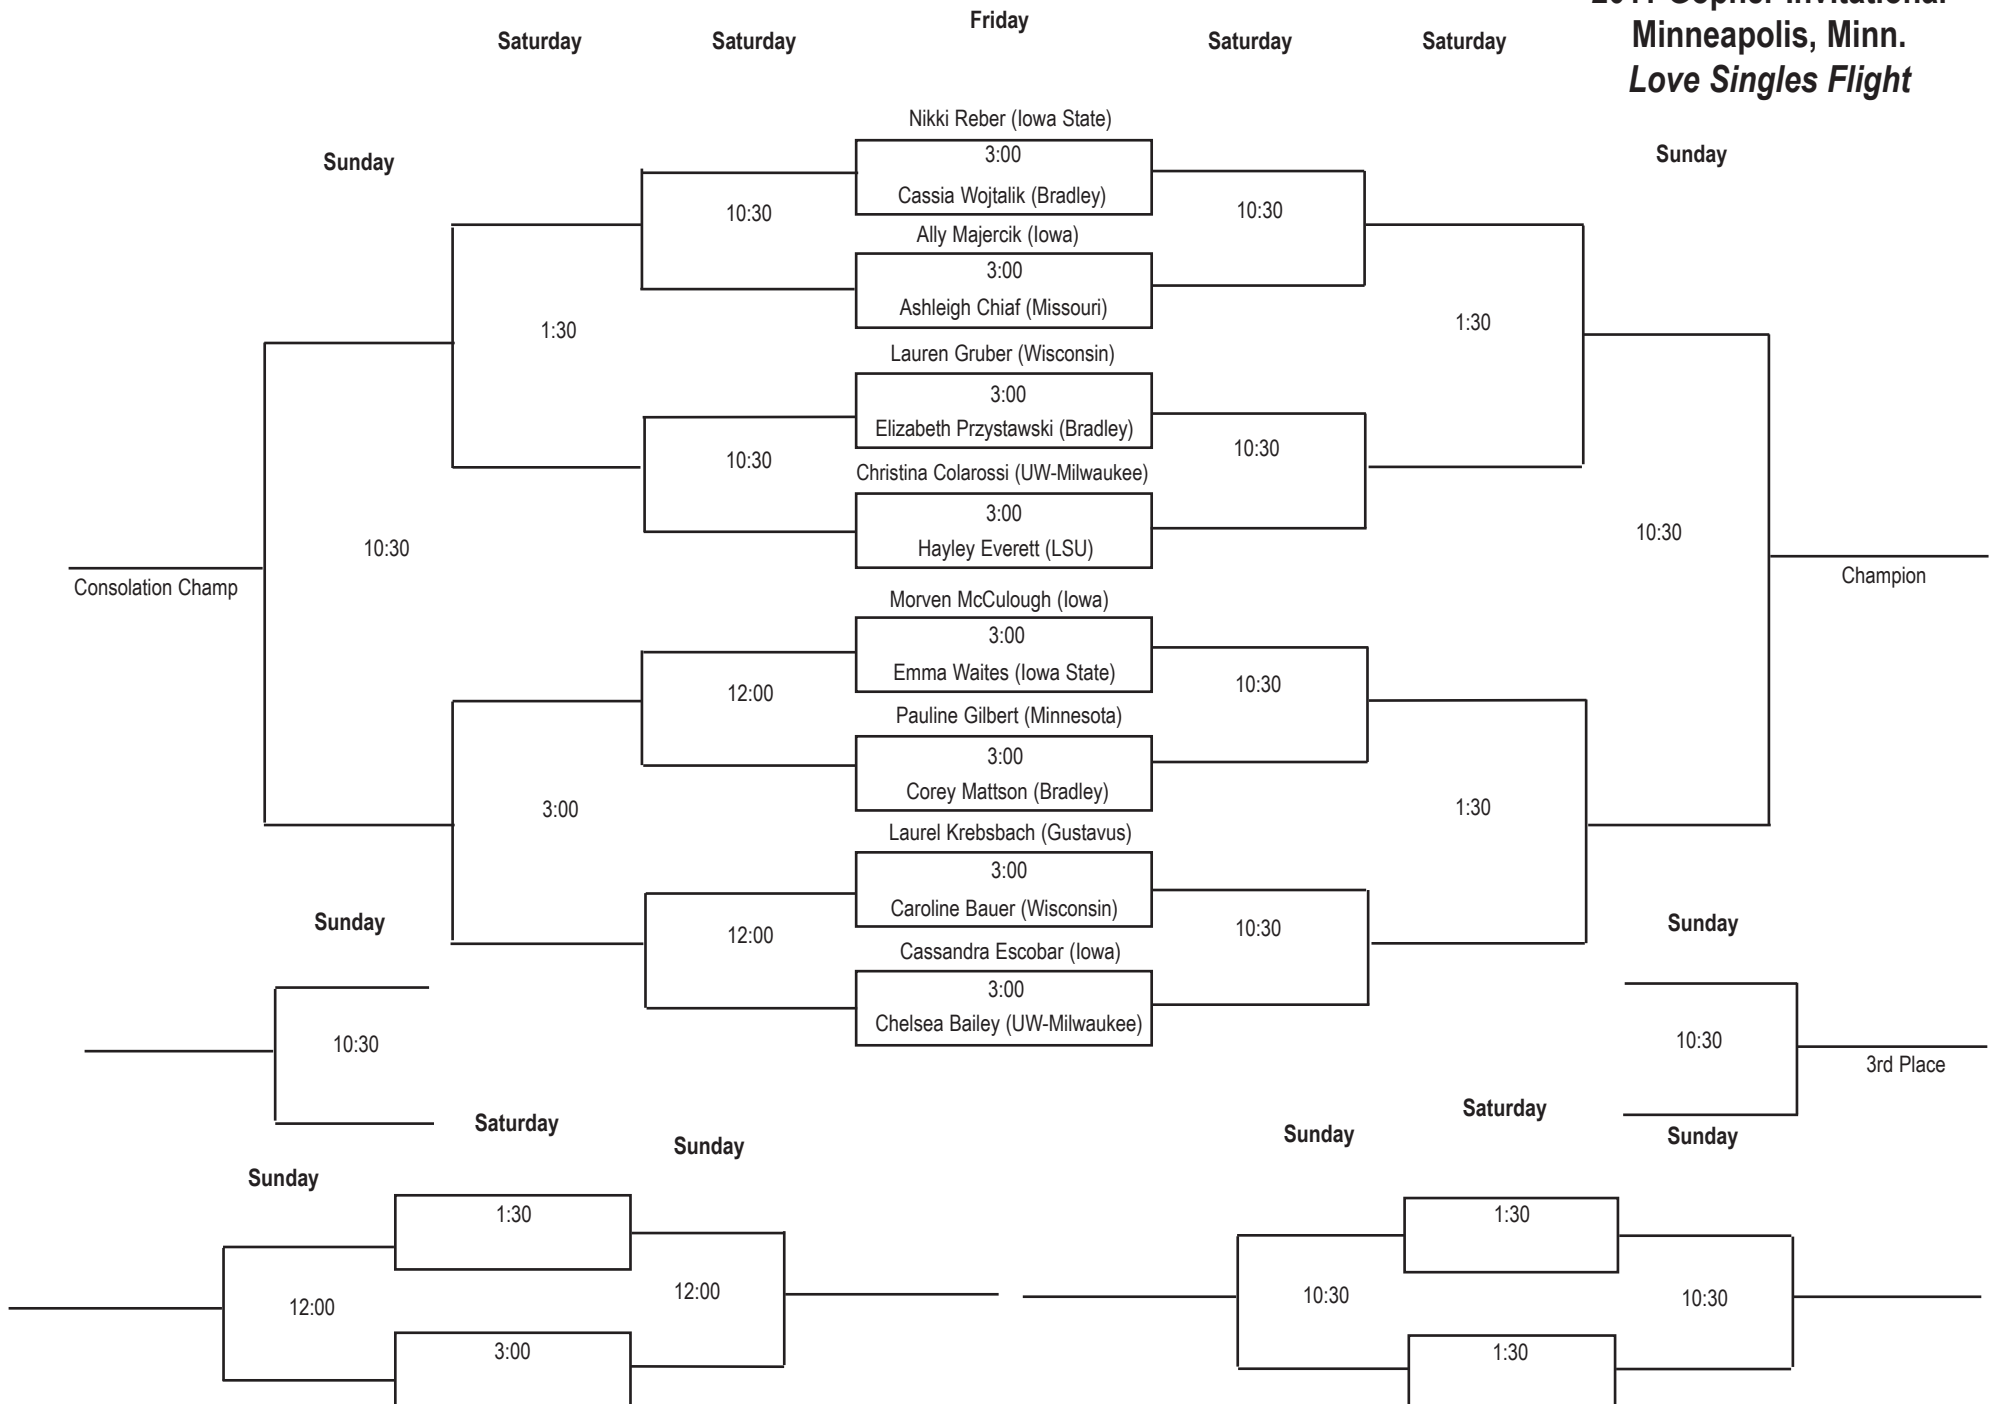 Friday
Saturday
Saturday
Saturday
Saturday
Minneapolis, Minn.
Love Singles Flight
Sunday
Sunday
Nikki Reber (Iowa State)
3:00
Cassia Wojtalik (Bradley)
10:30
10:30
Ally Majercik (Iowa)
3:00
Ashleigh Chiaf (Missouri)
1:30
1:30
Lauren Gruber (Wisconsin)
3:00
Elizabeth Przystawski (Bradley)
10:30
10:30
Christina Colarossi (UW-Milwaukee)
3:00
Hayley Everett (LSU)
10:30
10:30
Consolation Champ
Champion
Morven McCulough (Iowa)
3:00
Emma Waites (Iowa State)
12:00
10:30
Pauline Gilbert (Minnesota)
3:00
Corey Mattson (Bradley)
3:00
1:30
Laurel Krebsbach (Gustavus)
3:00
Caroline Bauer (Wisconsin)
12:00
10:30
Cassandra Escobar (Iowa)
3:00
Chelsea Bailey (UW-Milwaukee)
Sunday
Sunday
10:30
10:30
3rd Place
Saturday
Sunday
Sunday
Saturday
Sunday
Sunday
1:30
12:00
12:00
3:00
1:30
10:30
10:30
1:30